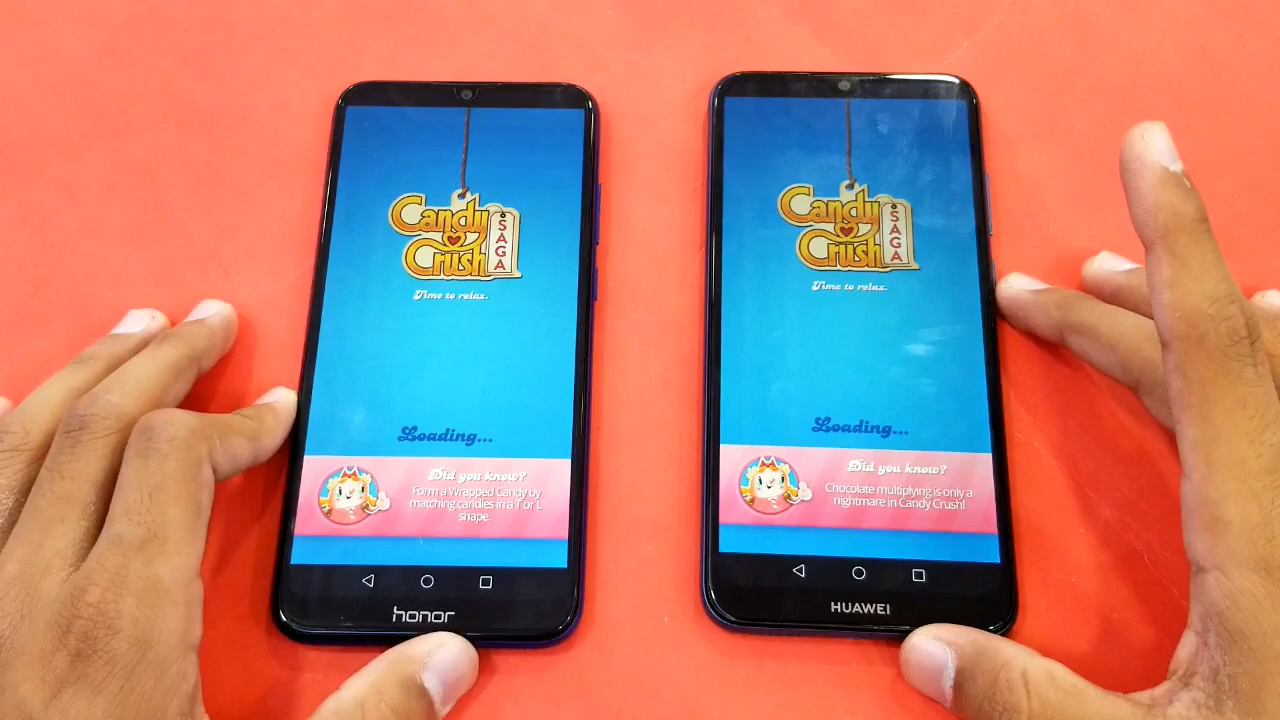 Candy
Crush
SAGA
Time to relax.
Loading...
Did you know?
Form a Wrapped Candy by
matching candies in a T or L
shape.
honor
Candy
Crush
SAGA
Time to relax.
Loading...
Did you know?
Chocolate multiplying is only a
nightmare in Candy Crush!
HUAWEI